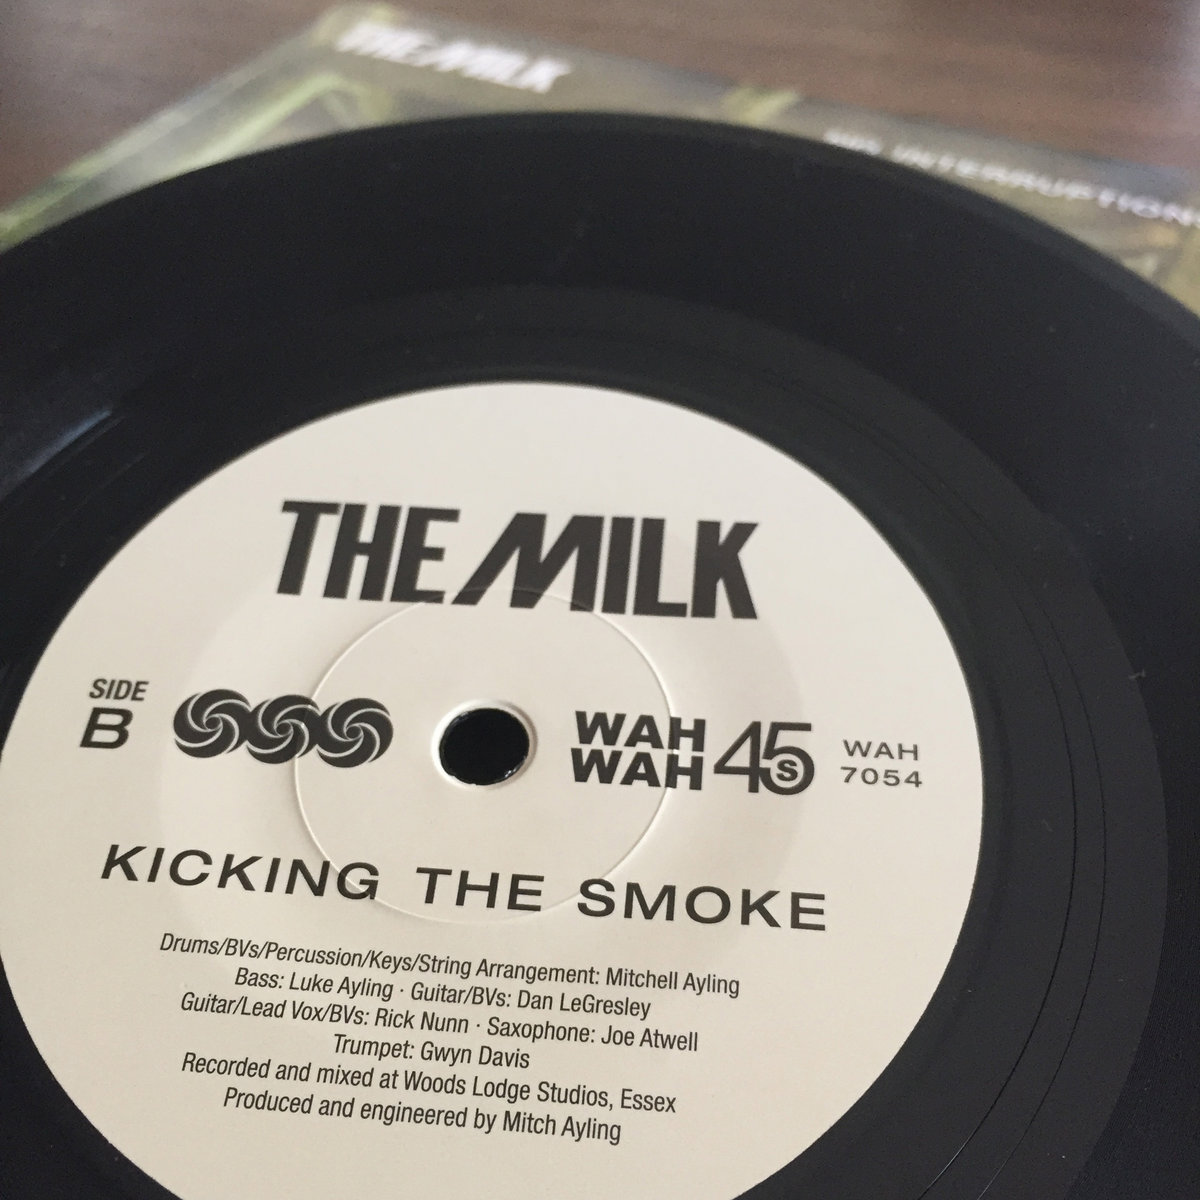 THE MILK
INTERRUPTIONS
THE MILK
SIDE
B
WAH
WAH 45s
WAH
7054
KICKING THE SMOKE
Drums/BVs/Percussion/Keys/String Arrangement: Mitchell Ayling
Bass: Luke Ayling · Guitar/BVs: Dan LeGresley
Guitar/Lead Vox/BVs: Rick Nunn · Saxophone: Joe Atwell
Trumpet: Gwyn Davis
Recorded and mixed at Woods Lodge Studios, Essex
Produced and engineered by Mitch Ayling